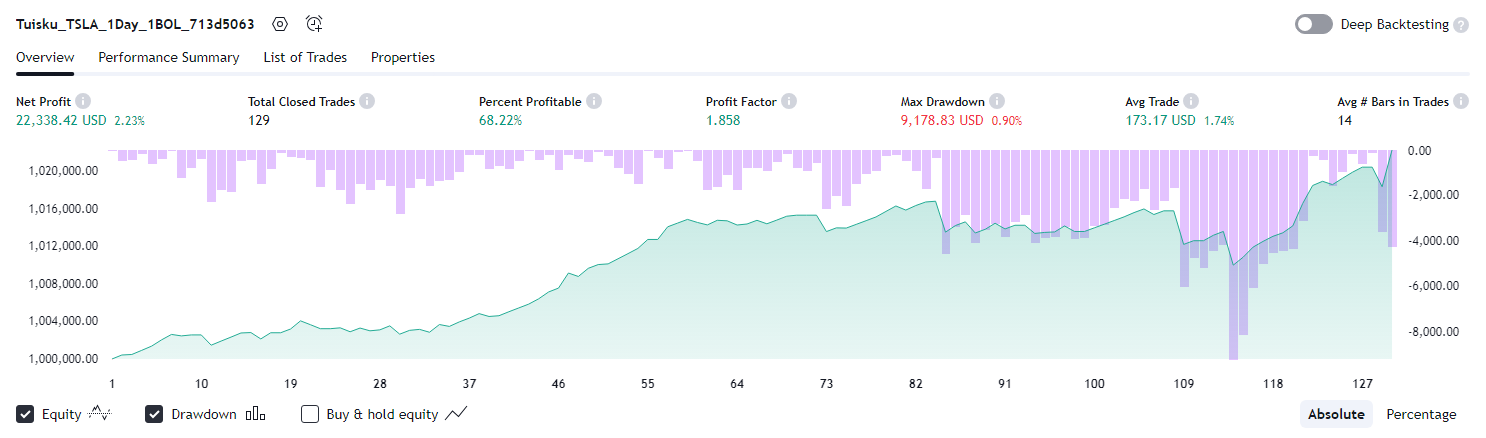 Tuisku_TSLA_1Day_1BOL_713d5063
Deep Backtesting ?
Overview Performance Summary List of Trades Properties
Net Profit i Total Closed Trades i Percent Profitable i Profit Factor i Max Drawdown i Avg Trade i Avg # Bars in Trades i
22,338.42 USD 2.23% 129 68.22% 1.858 9,178.83 USD 0.90% 173.17 USD 1.74% 14
0.00
1,020,000.00
-2,000.00
1,016,000.00
-4,000.00
1,012,000.00
1,008,000.00 -6,000.00
1,004,000.00
-8,000.00
1,000,000.00
1 10 19 28 37 46 55 64 73 82 91 100 109 118 127
Equity Drawdown Buy & hold equity Absolute Percentage